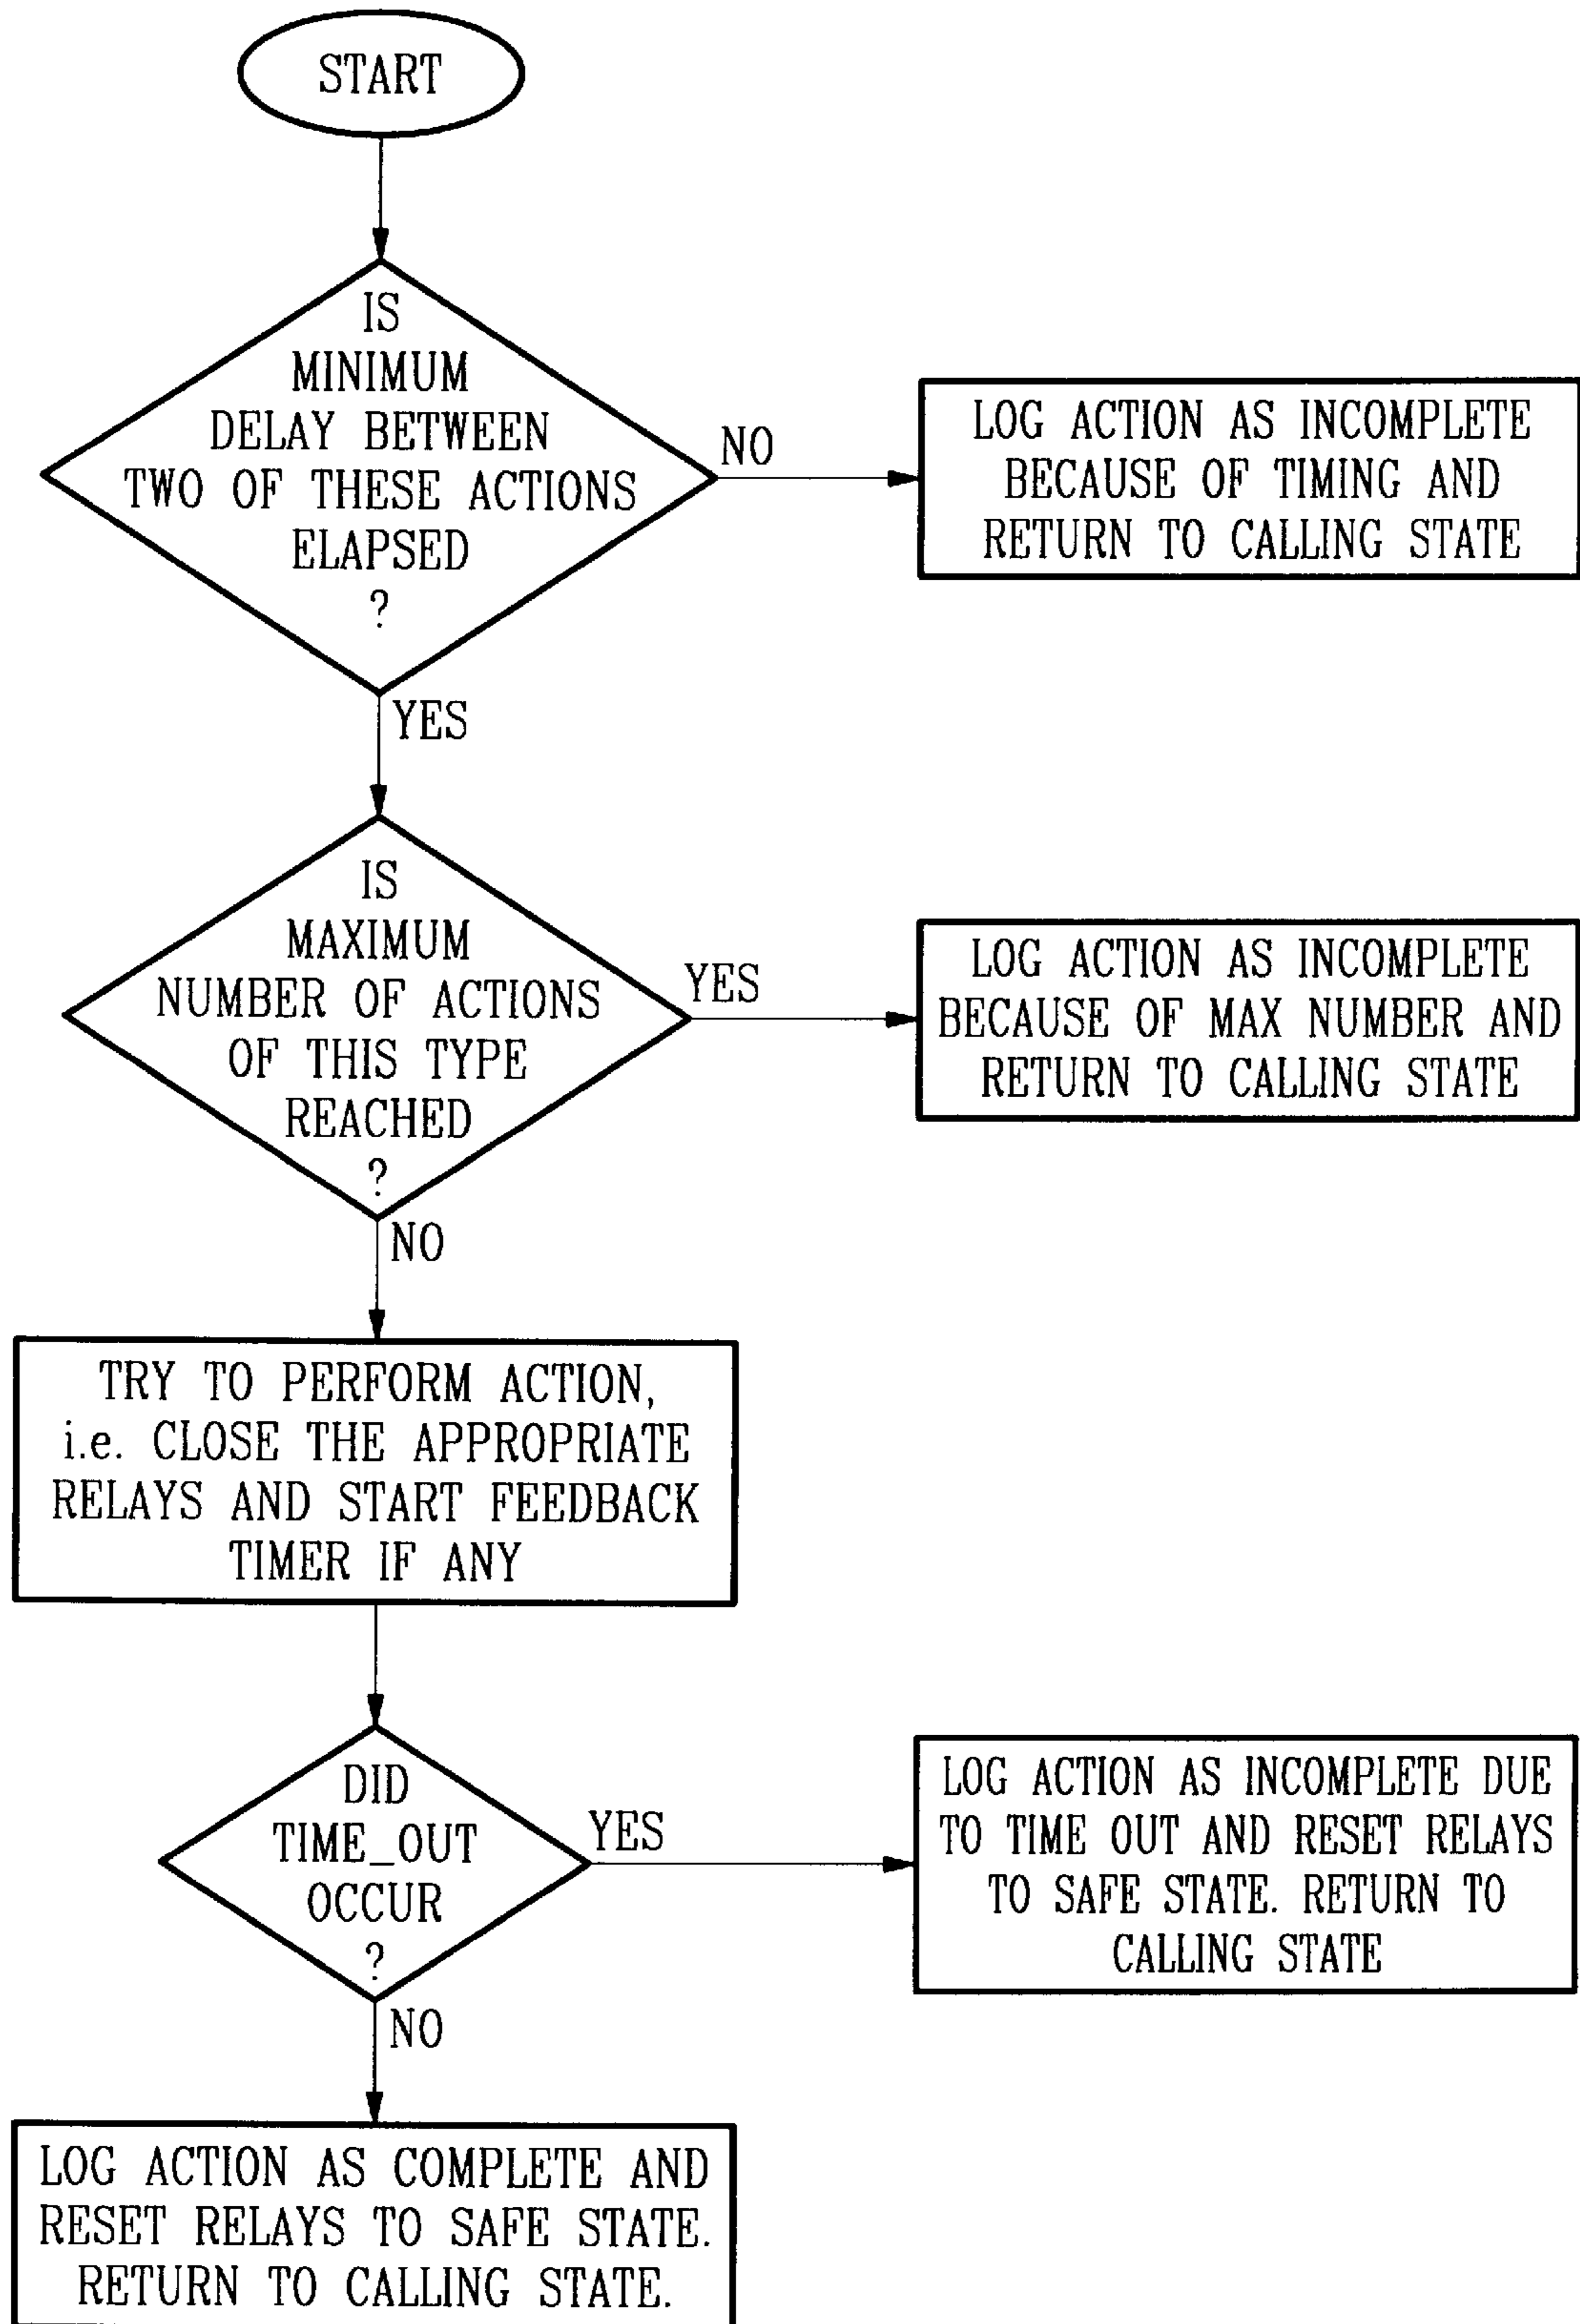 START
IS
MINIMUM
DELAY BETWEEN
TWO OF THESE ACTIONS
ELAPSED
?
NO
LOG ACTION AS INCOMPLETE
BECAUSE OF TIMING AND
RETURN TO CALLING STATE
YES
IS
MAXIMUM
NUMBER OF ACTIONS
OF THIS TYPE
REACHED
?
YES
LOG ACTION AS INCOMPLETE
BECAUSE OF MAX NUMBER AND
RETURN TO CALLING STATE
NO
TRY TO PERFORM ACTION,
i.e. CLOSE THE APPROPRIATE
RELAYS AND START FEEDBACK
TIMER IF ANY
DID
TIME_OUT
OCCUR
?
YES
LOG ACTION AS INCOMPLETE DUE
TO TIME OUT AND RESET RELAYS
TO SAFE STATE. RETURN TO
CALLING STATE
NO
LOG ACTION AS COMPLETE AND
RESET RELAYS TO SAFE STATE.
RETURN TO CALLING STATE.